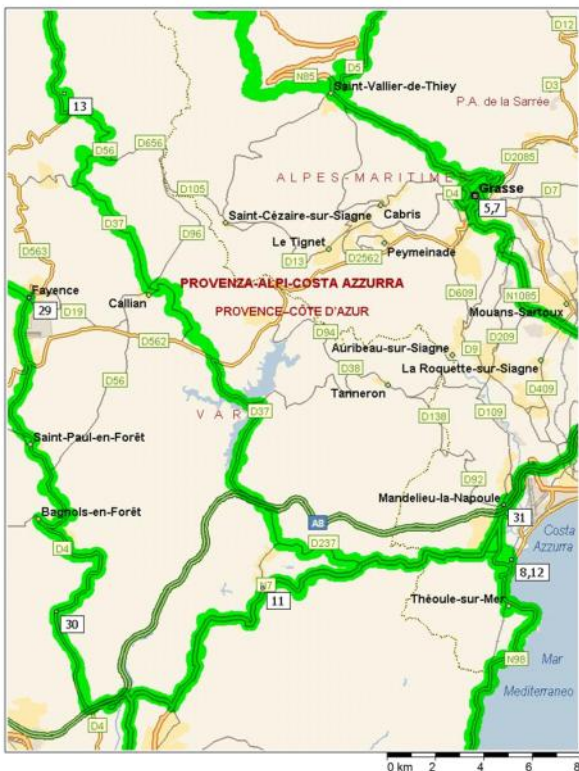 D12
D5
N85
Saint-Vallier-de-Thiey
D3
13
P.A. de la Sarrée
D56
D656
D2085
ALPES-MARITIMES
D105
D4
Grasse
D7
5,7
D37
Saint-Cézaire-sur-Siagne
Cabris
D96
Le Tignet
Peymeinade
D563
D13
D2562
PROVENZA-ALPI-COSTA AZZURRA
Fayence
Callian
D609
N1085
29
D19
PROVENCE-CÔTE D'AZUR
Mouans-Sartoux
D94
D209
D562
Auribeau-sur-Siagne
D9
La Roquette-sur-Siagne
D38
D56
Tanneron
D409
VAR
D37
D138
D109
Saint-Paul-en-Forêt
D92
Mandelieu-la-Napoule
Bagnols-en-Forêt
31
A8
Costa
Azzurra
D4
D237
8,12
N7
11
Théoule-sur-Mer
30
N98
Mar
Mediterraneo
D4
0 km 2 4 6 8